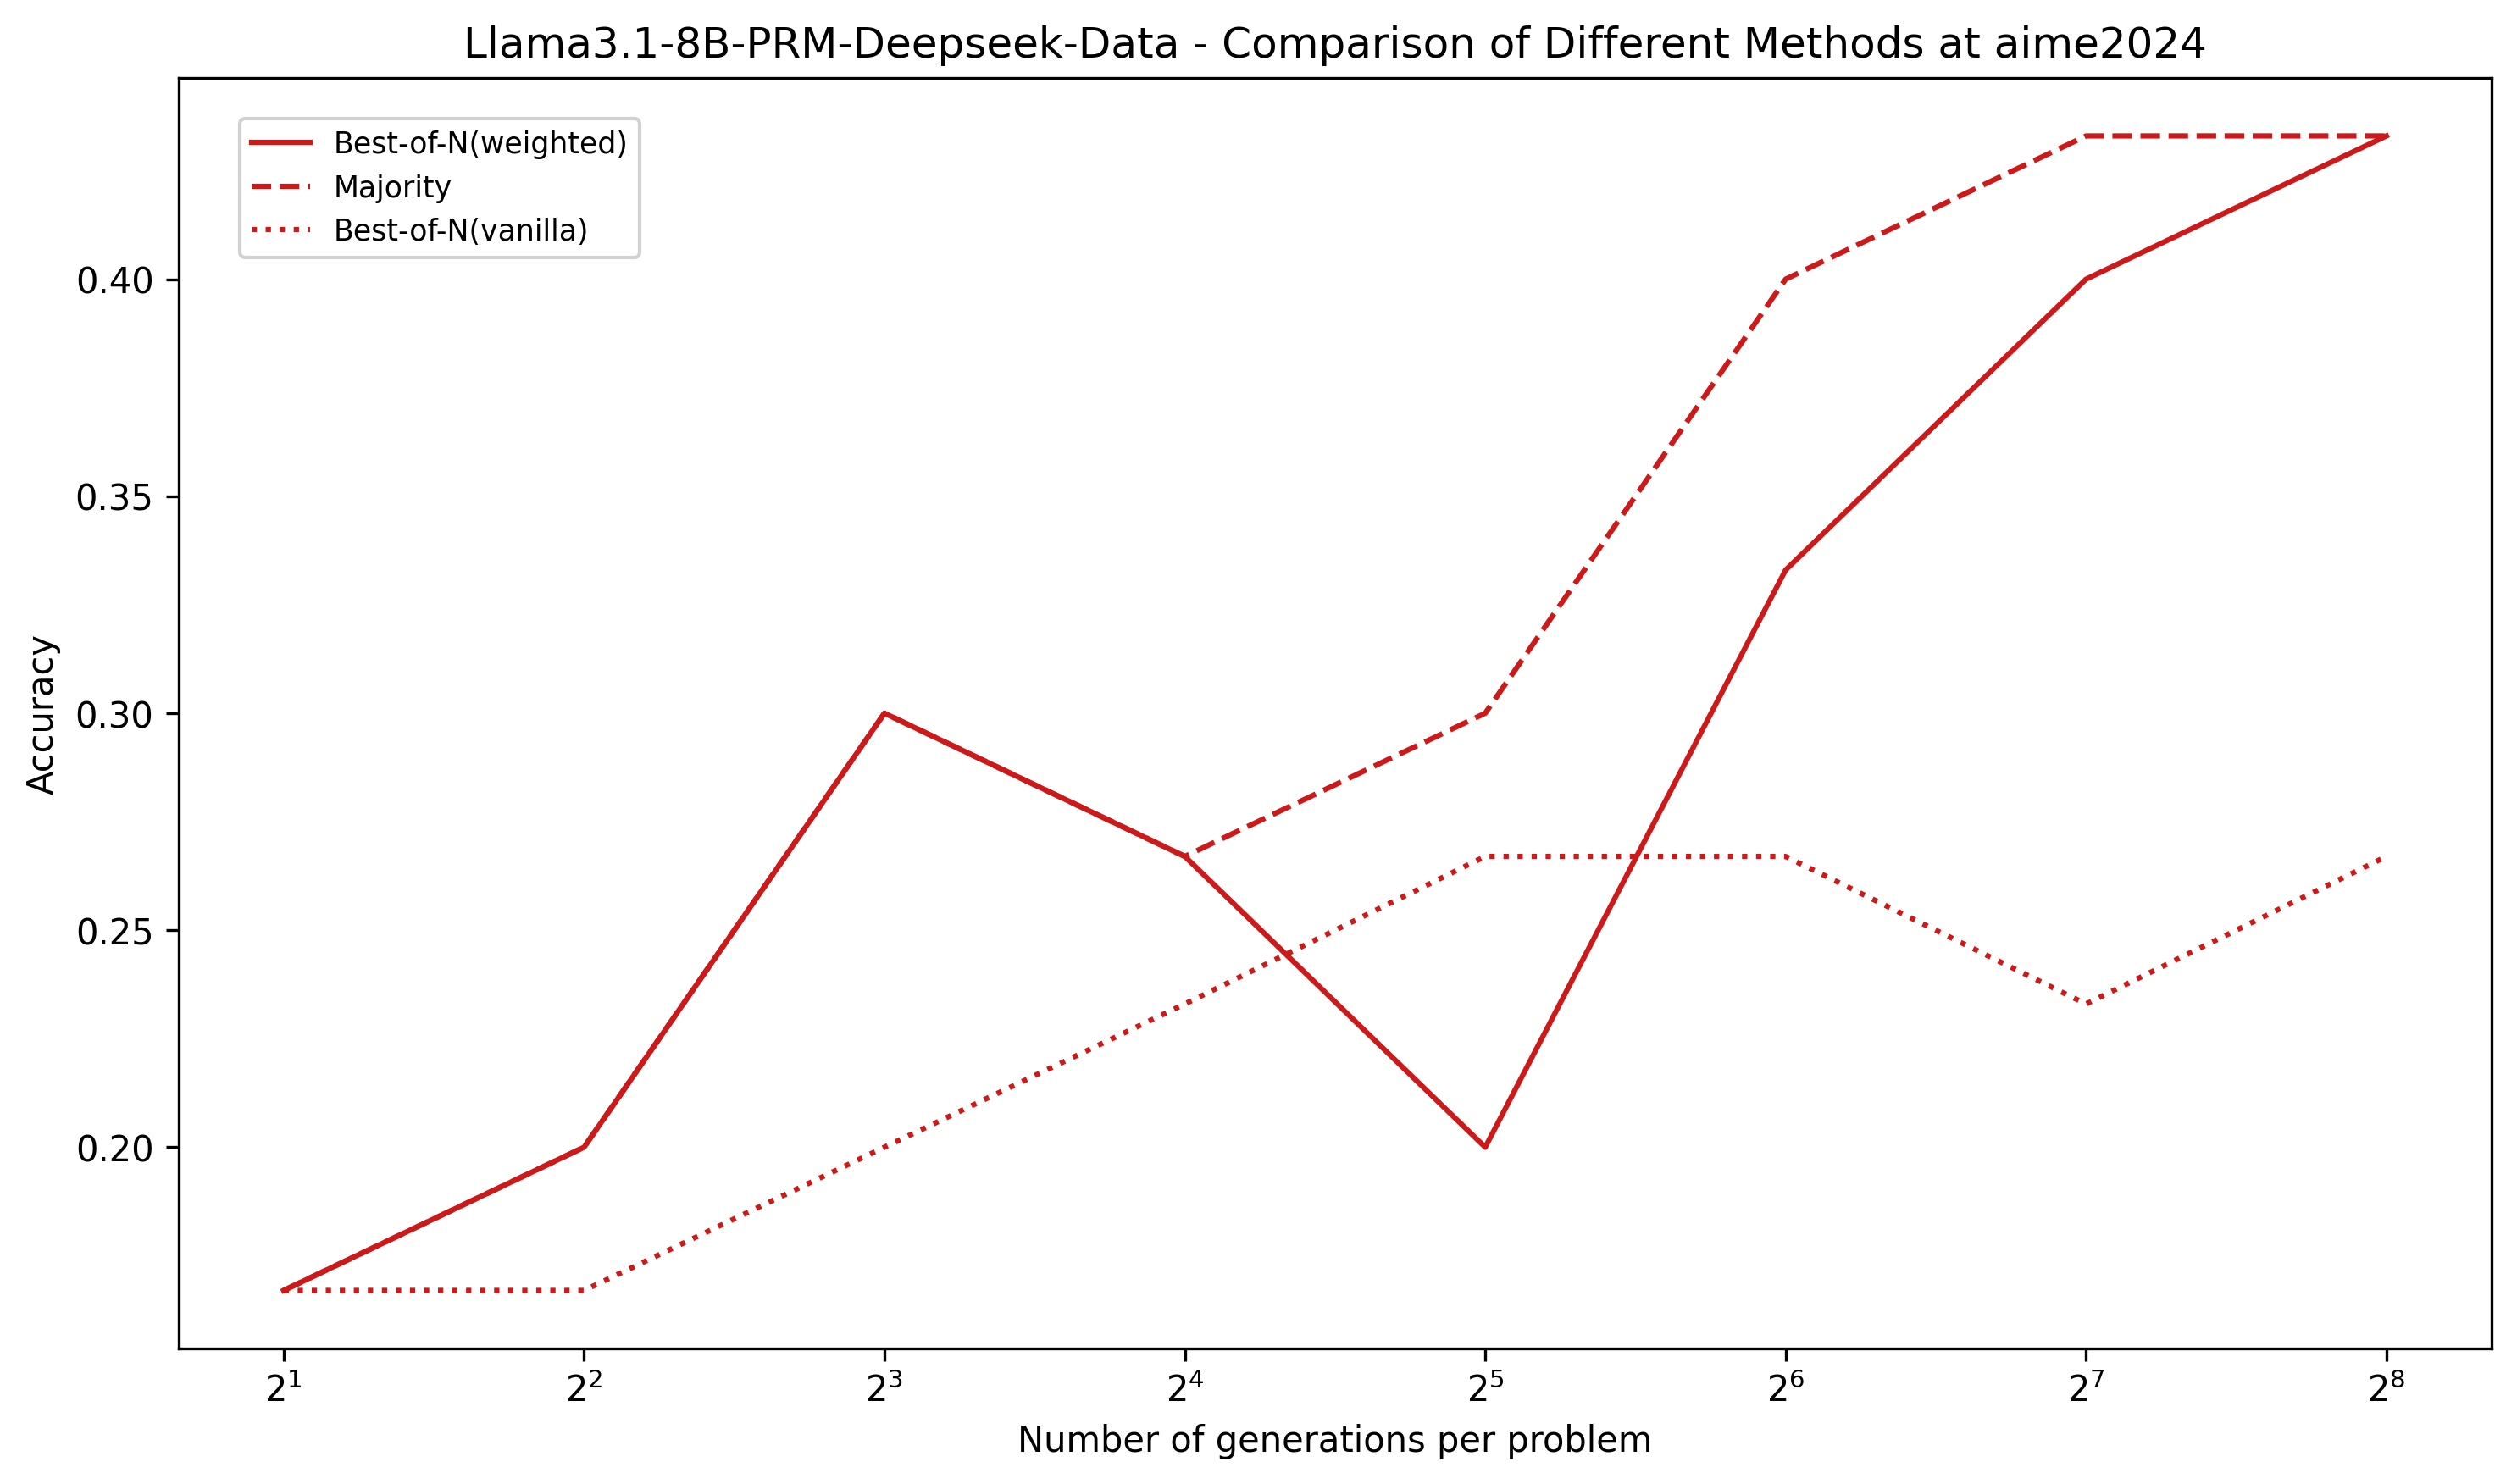 Llama3.1-8B-PRM-Deepseek-Data - Comparison of Different Methods at aime2024
Best-of-N(weighted)
Majority
Best-of-N(vanilla)
Accuracy
0.40
0.35
0.30
0.25
0.20
2¹ 2² 2³ 2⁴ 2⁵ 2⁶ 2⁷ 2⁸
Number of generations per problem